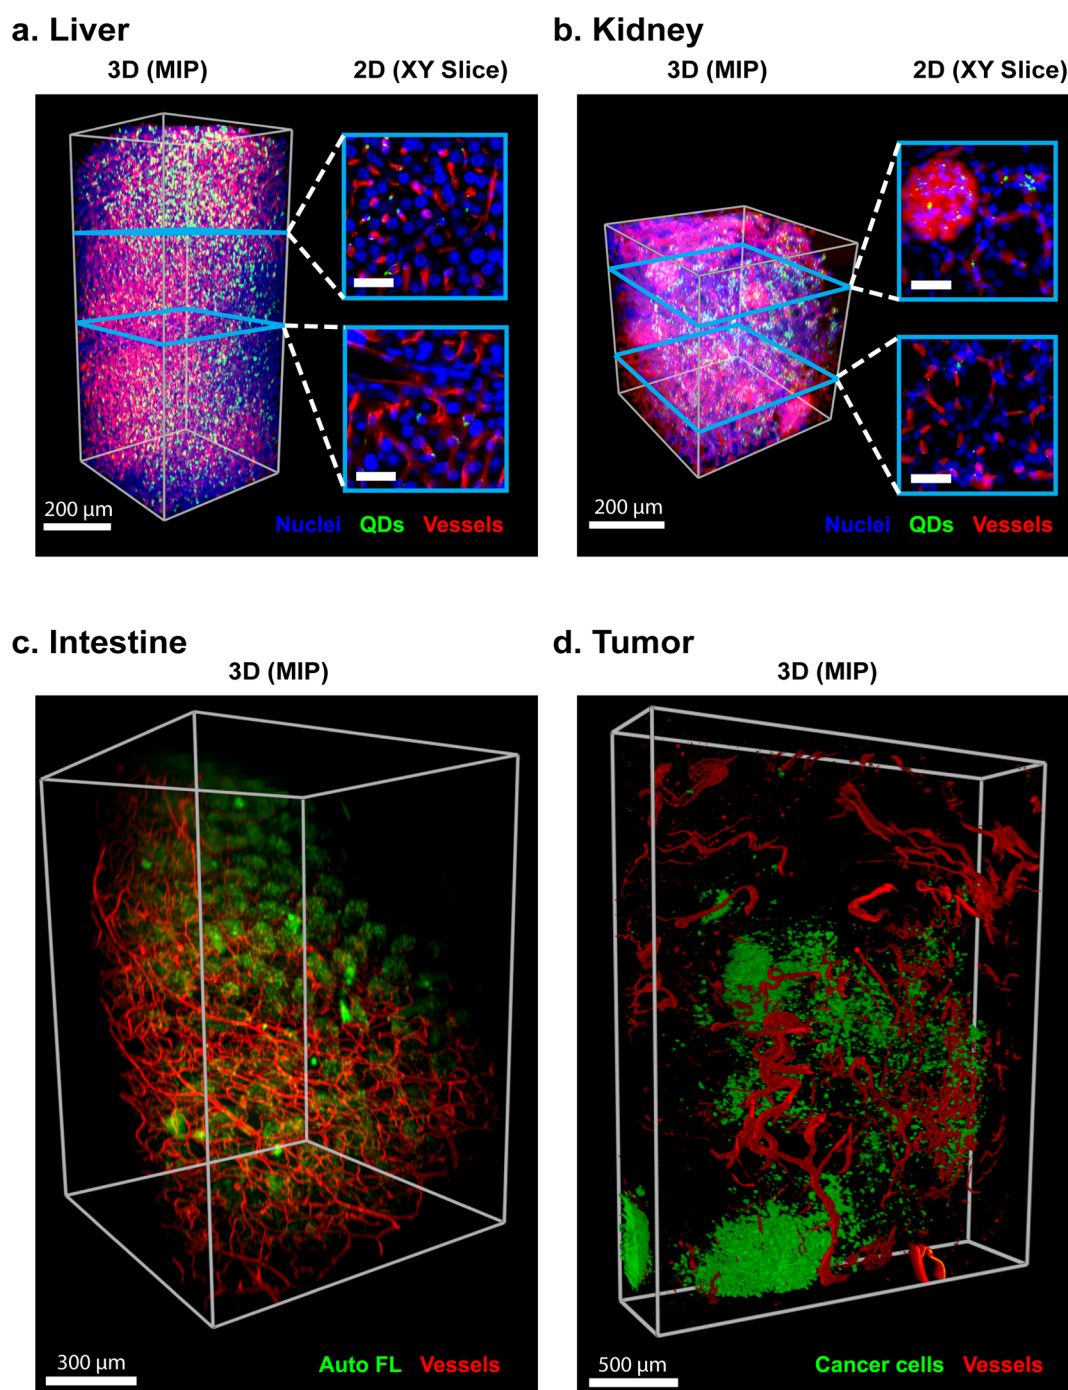 a. Liver
3D (MIP)
2D (XY Slice)
200 µm
Nuclei QDs Vessels
b. Kidney
3D (MIP)
2D (XY Slice)
200 µm
Nuclei QDs Vessels
c. Intestine
3D (MIP)
300 µm
Auto FL Vessels
d. Tumor
3D (MIP)
500 µm
Cancer cells Vessels